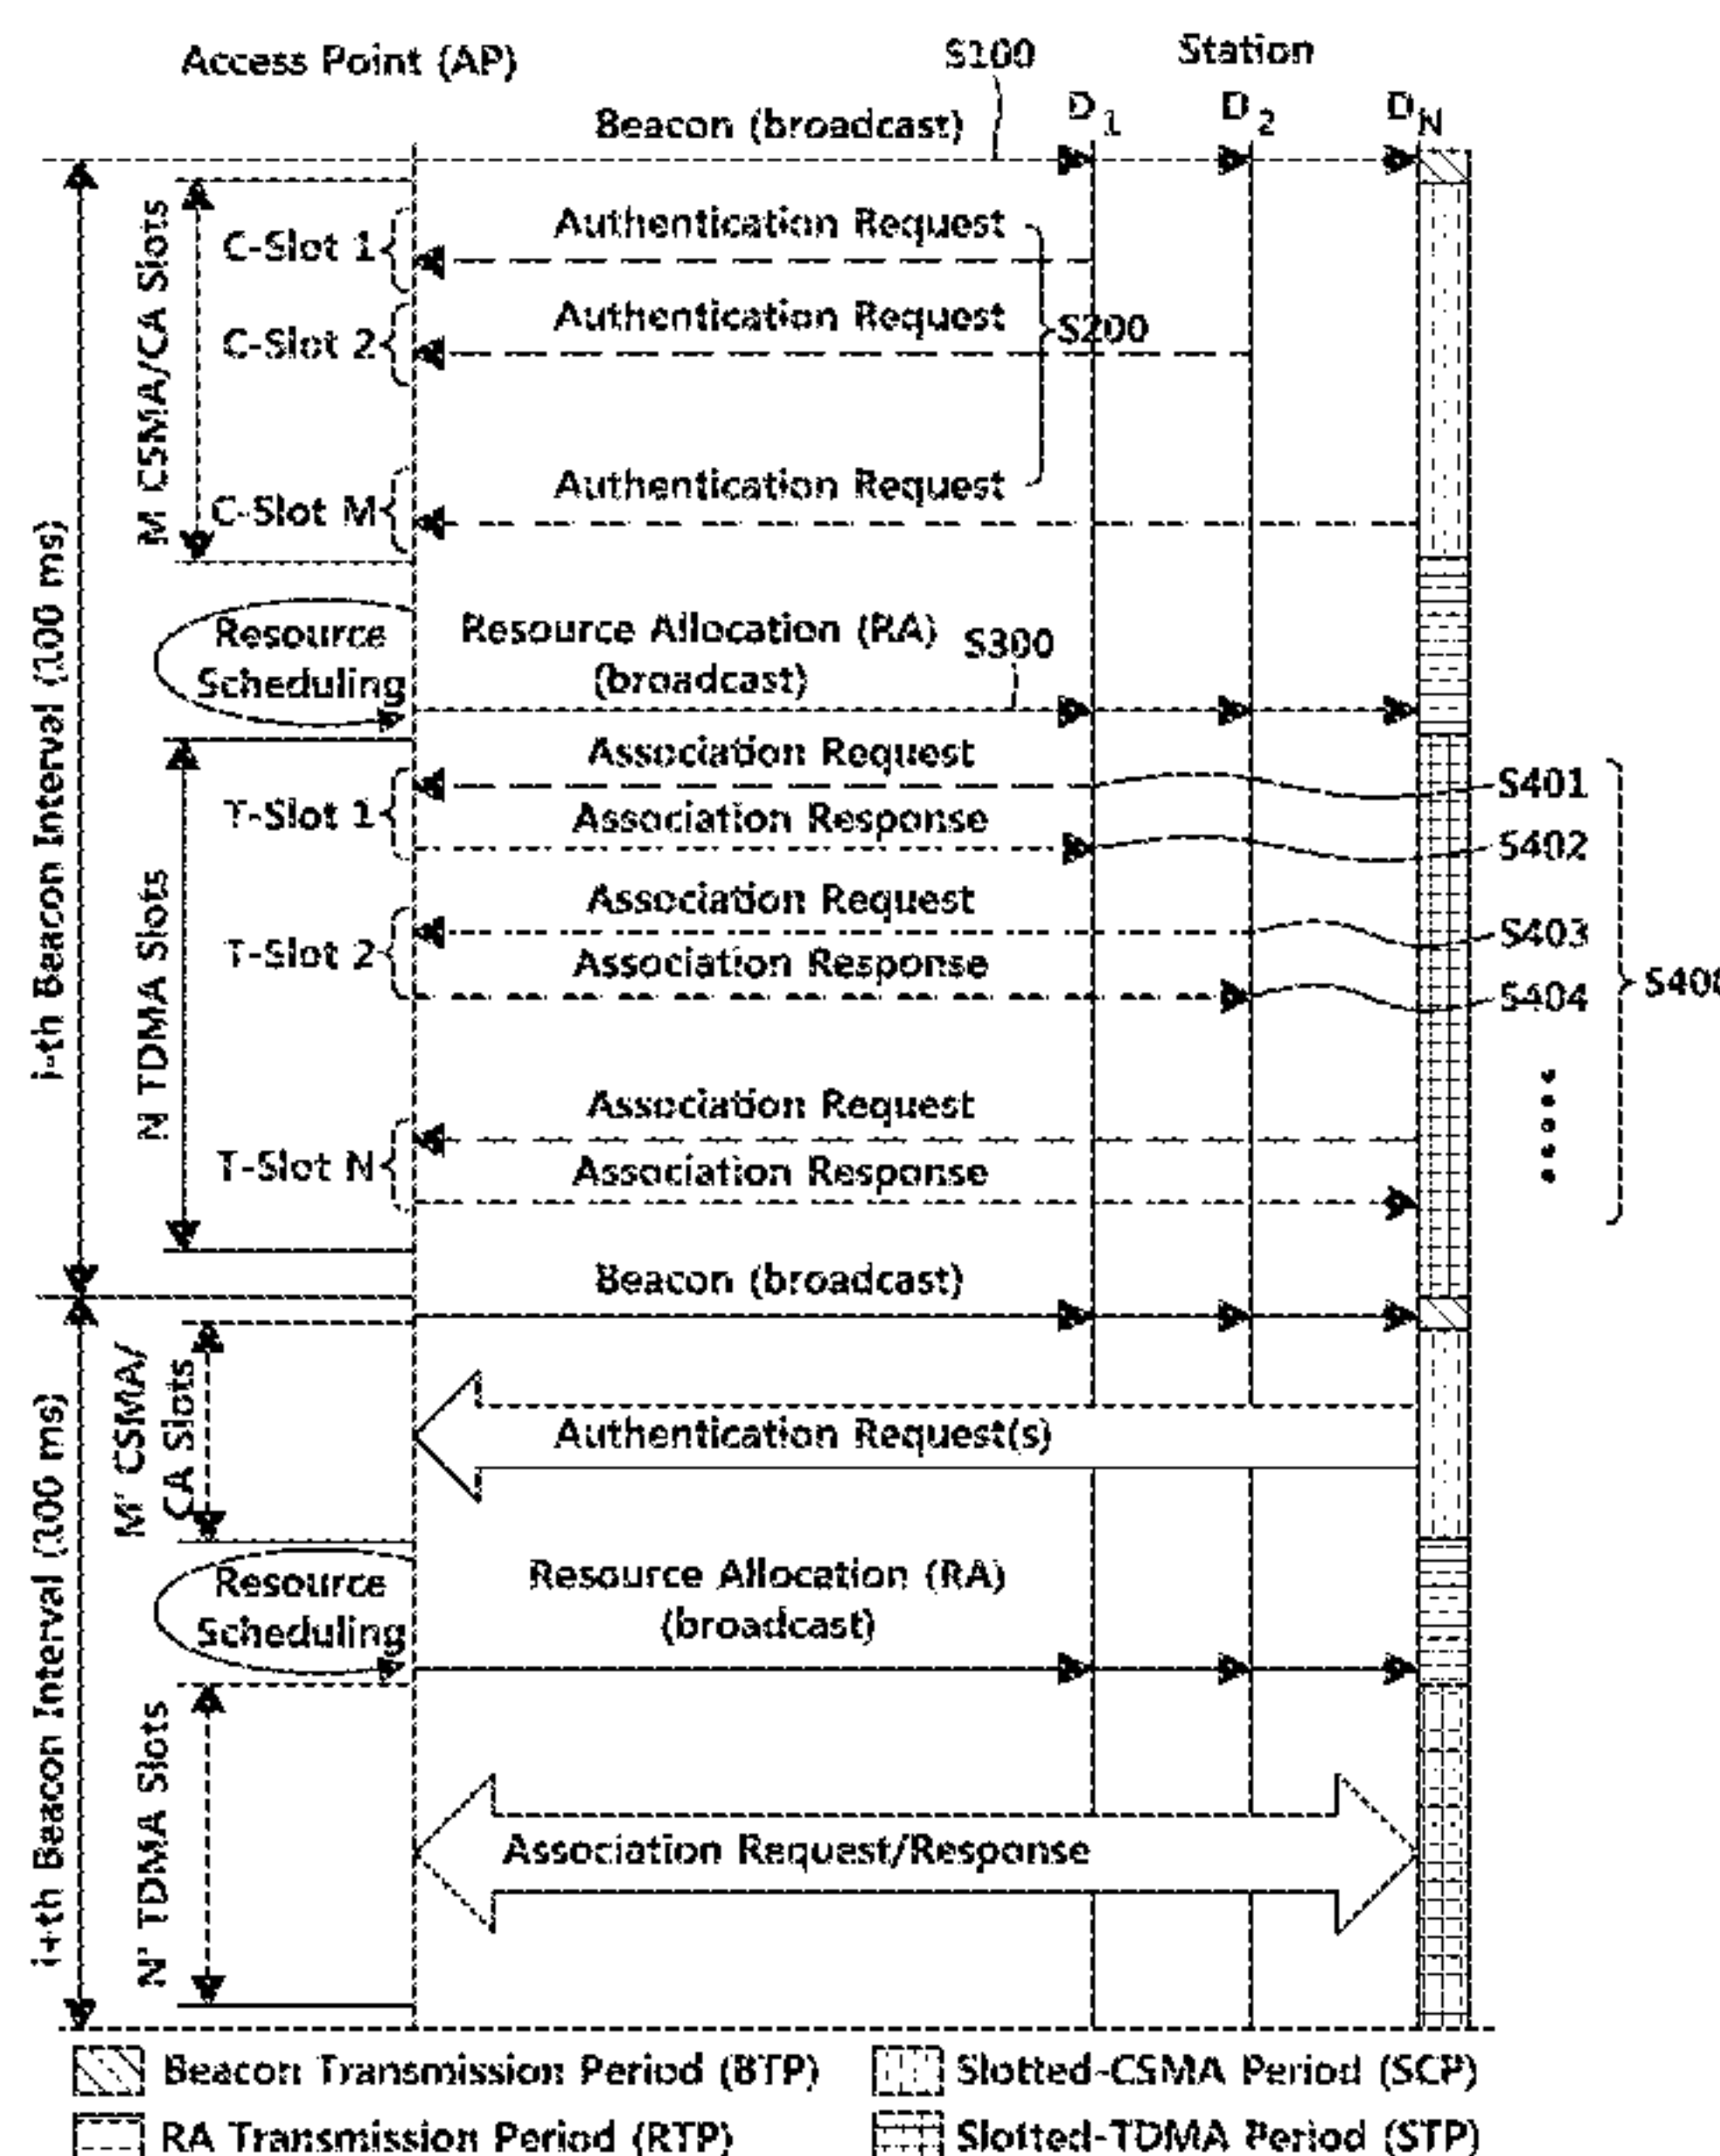 Access Point (AP)
S100
Station
D1
D2
DN
Beacon (broadcast)
M CSMA/CA Slots
C-Slot 1
Authentication Request
C-Slot 2
Authentication Request
S200
C-Slot M
Authentication Request
i-th Beacon Interval (100 ms)
Resource
Scheduling
Resource Allocation (RA)
(broadcast)
S300
N TDMA Slots
Association Request
S401
T-Slot 1
Association Response
S402
Association Request
S403
T-Slot 2
Association Response
S404
S400
Association Request
T-Slot N
Association Response
Beacon (broadcast)
i+th Beacon Interval (100 ms)
M' CSMA/
CA Slots
Authentication Request(s)
Resource
Scheduling
Resource Allocation (RA)
(broadcast)
N' TDMA Slots
Association Request/Response
Beacon Transmission Period (BTP)
Slotted-CSMA Period (SCP)
RA Transmission Period (RTP)
Slotted-TDMA Period (STP)